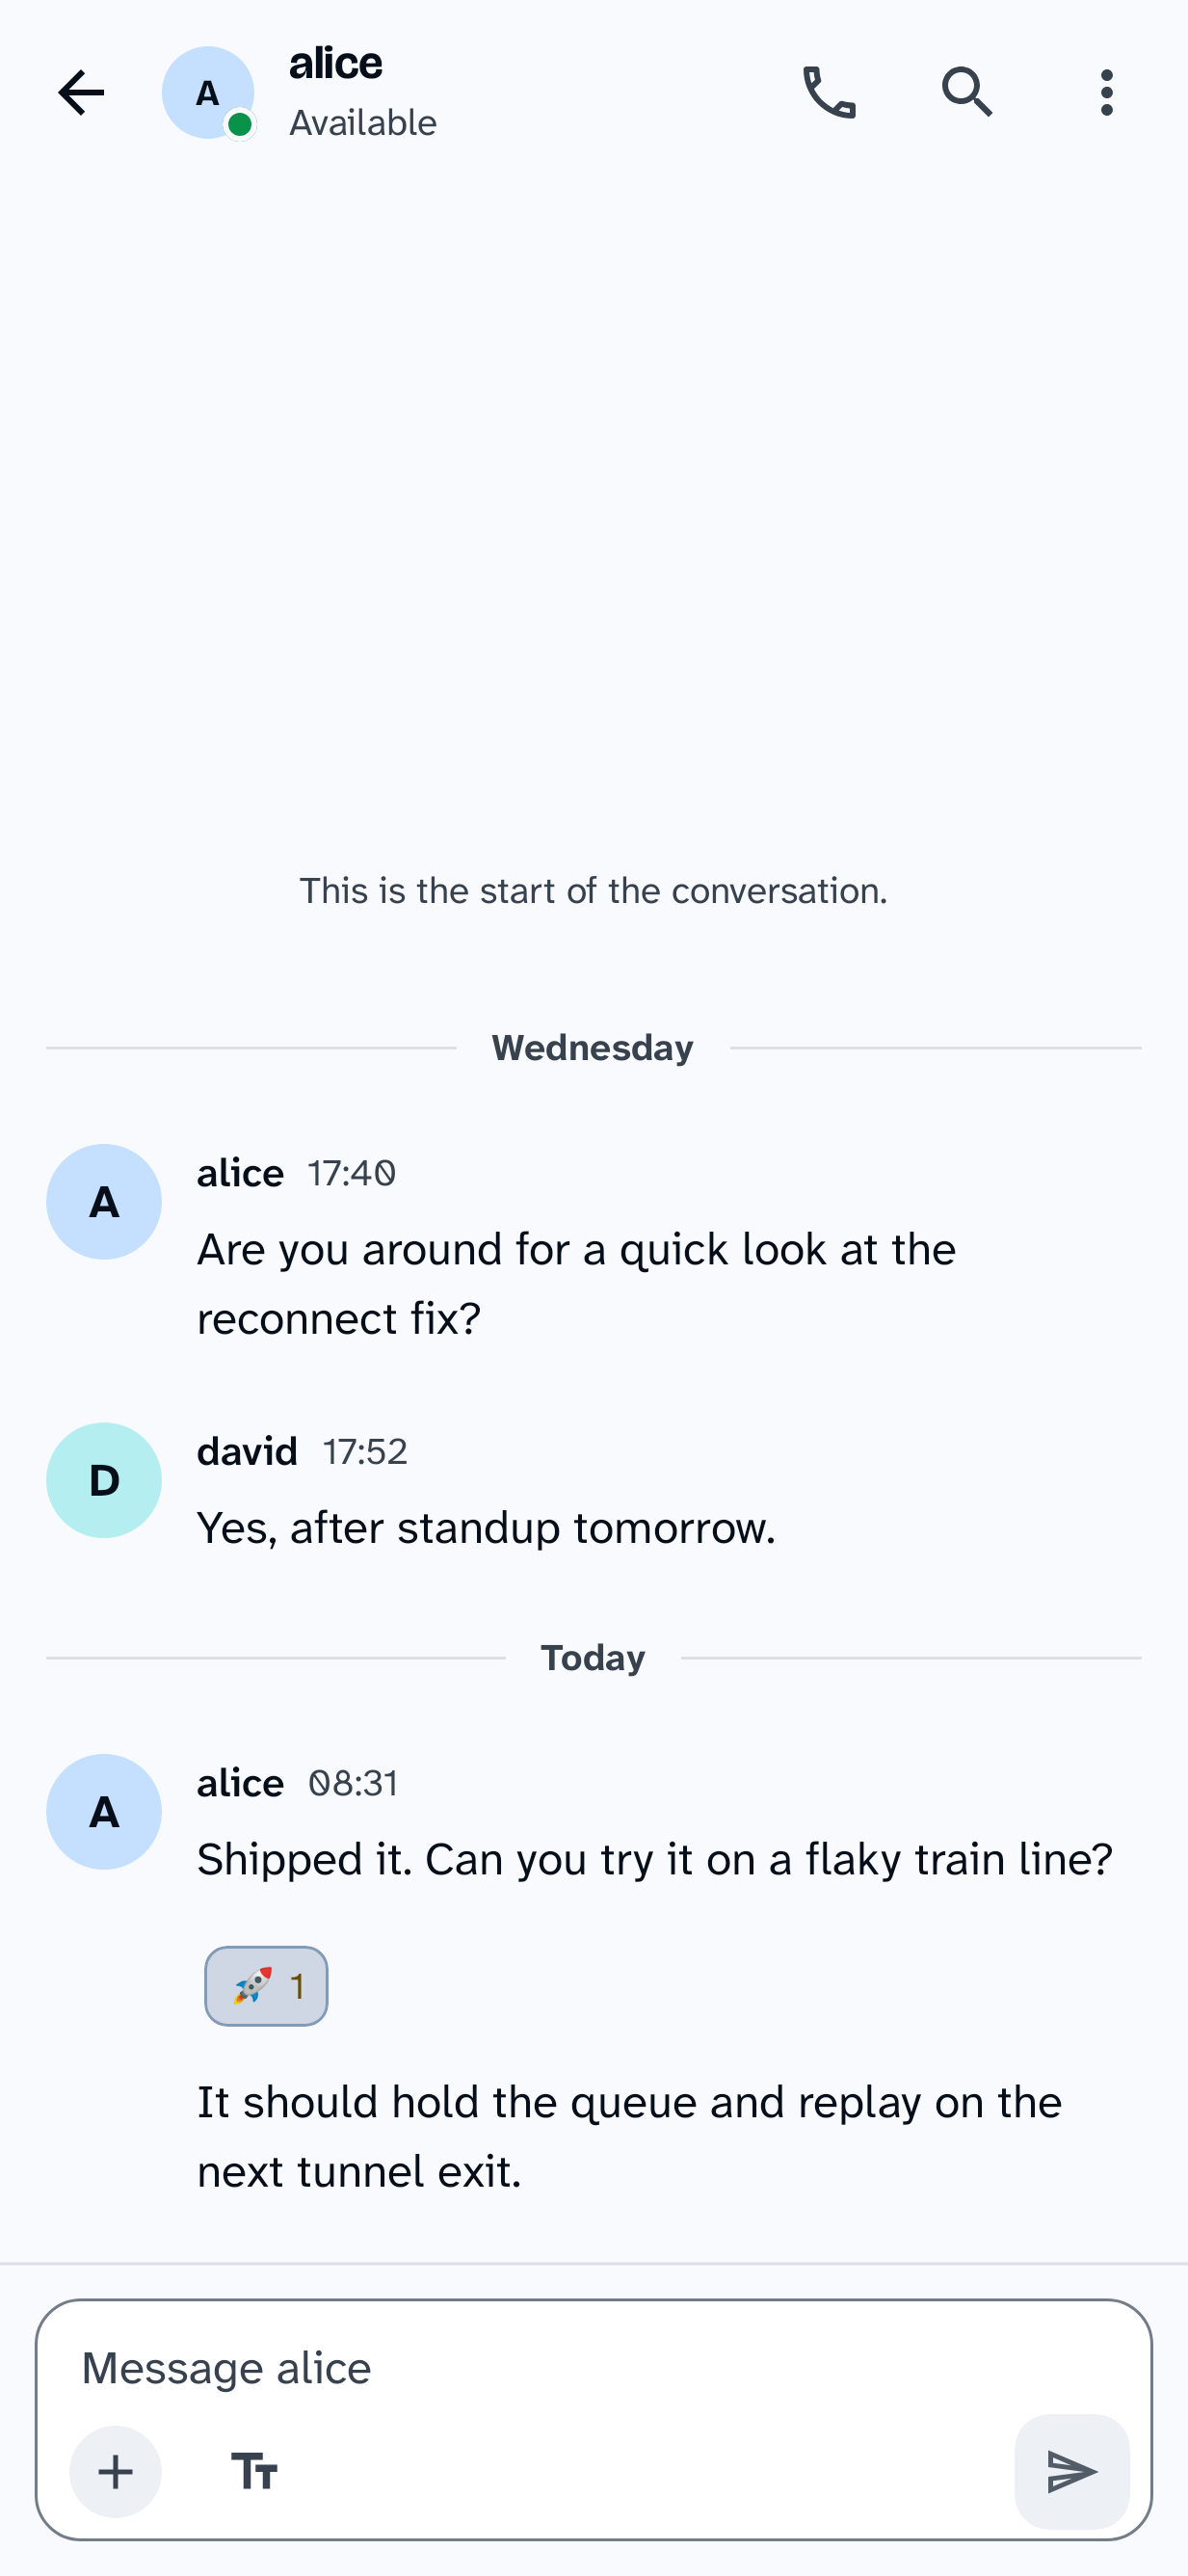 A
alice
Available
This is the start of the conversation.
Wednesday
A
alice 17:40
Are you around for a quick look at the
reconnect fix?
D
david 17:52
Yes, after standup tomorrow.
Today
A
alice 08:31
Shipped it. Can you try it on a flaky train line?
🚀 1
It should hold the queue and replay on the
next tunnel exit.
Message alice
Tт